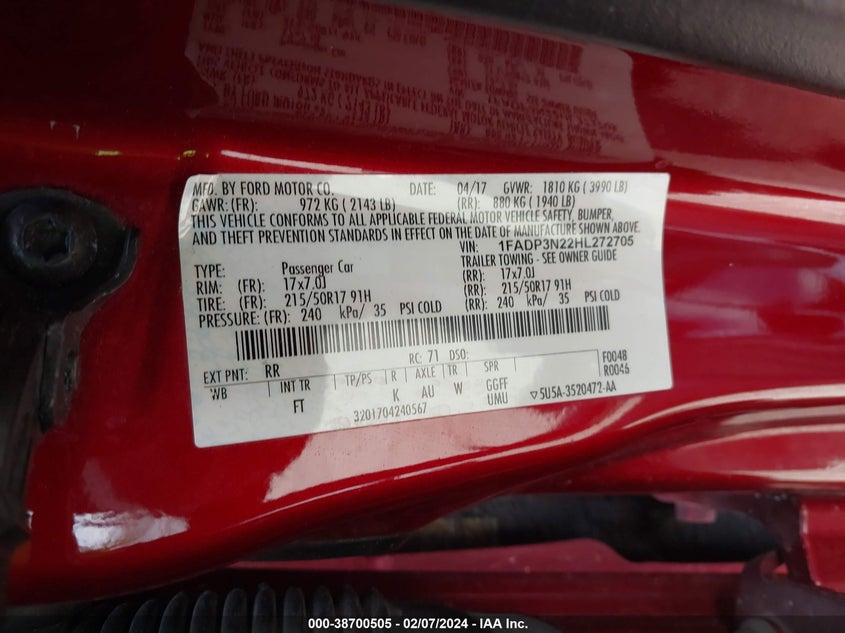 MFD. BY FORD MOTOR CO. DATE: 04/17 GVWR: 1810 KG ( 3990 LB)
GAWR: (FR): 972 KG ( 2143 LB) (RR): 880 KG ( 1940 LB)
THIS VEHICLE CONFORMS TO ALL APPLICABLE FEDERAL MOTOR VEHICLE SAFETY, BUMPER,
AND THEFT PREVENTION STANDARDS IN EFFECT ON THE DATE OF MANUFACTURE SHOWN ABOVE.
VIN: 1FADP3N22HL272705
TRAILER TOWING - SEE OWNER GUIDE
TYPE: Passenger Car
RIM: (FR): 17x7.0J (RR): 17x7.0J
TIRE: (FR): 215/50R17 91H (RR): 215/50R17 91H
PRESSURE: (FR): 240 kPa/ 35 PSI COLD (RR): 240 kPa/ 35 PSI COLD
RC: 71 DSO: F0048
EXT PNT: RR R0046
WB INT TR TP/PS R AXLE TR SPR
FT K AU W GGFF
3201704240567 UMU ▽5U5A-3520472-AA
000-38700505 - 02/07/2024 - IAA Inc.